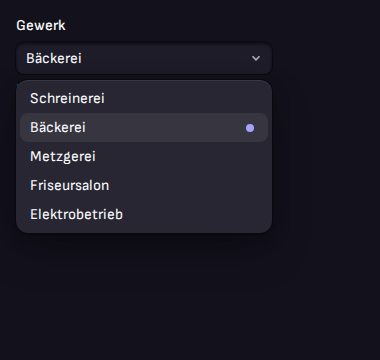 Gewerk
Bäckerei
Schreinerei
Bäckerei
Metzgerei
Friseursalon
Elektrobetrieb